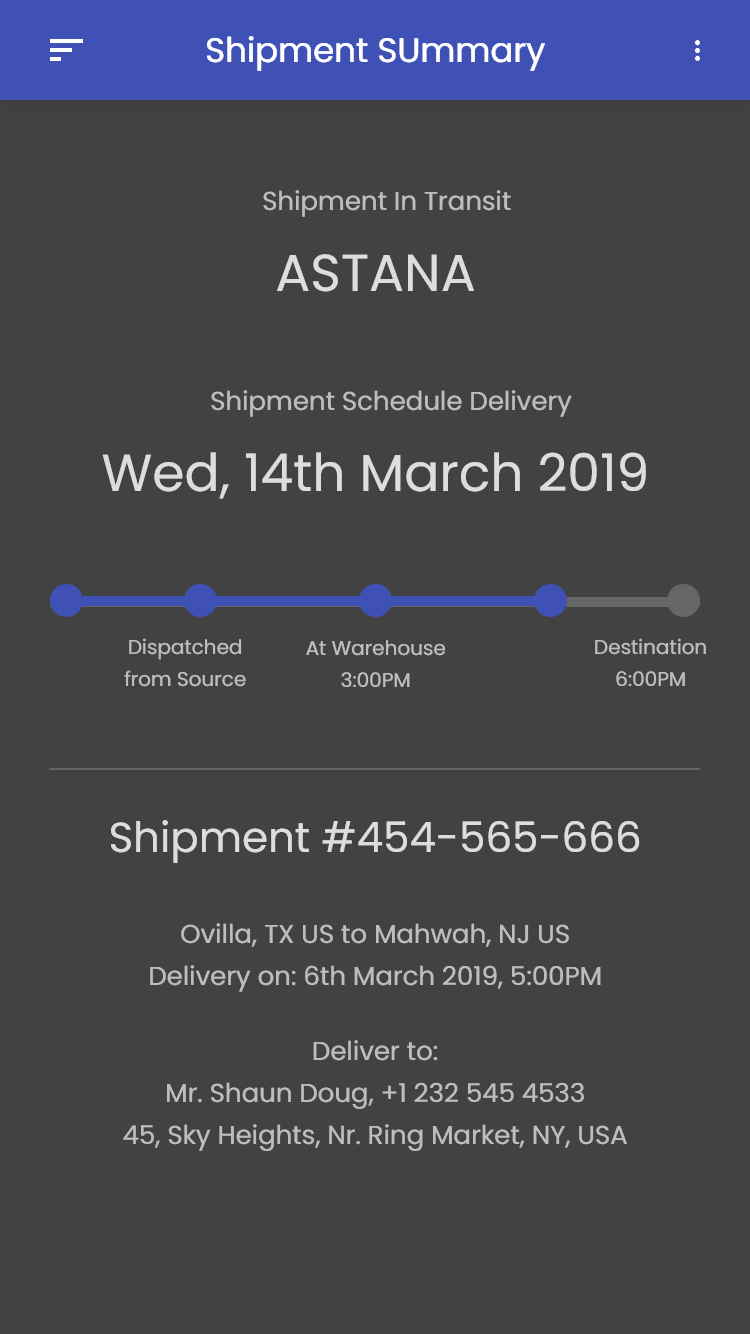 Shipment SUmmary
Shipment In Transit
ASTANA
Shipment Schedule Delivery
Wed, 14th March 2019
Dispatched
from Source
At Warehouse
3:00PM
Destination
6:00PM
Shipment #454-565-666
Ovilla, TX US to Mahwah, NJ US
Delivery on: 6th March 2019, 5:00PM
Deliver to:
Mr. Shaun Doug, +1 232 545 4533
45, Sky Heights, Nr. Ring Market, NY, USA